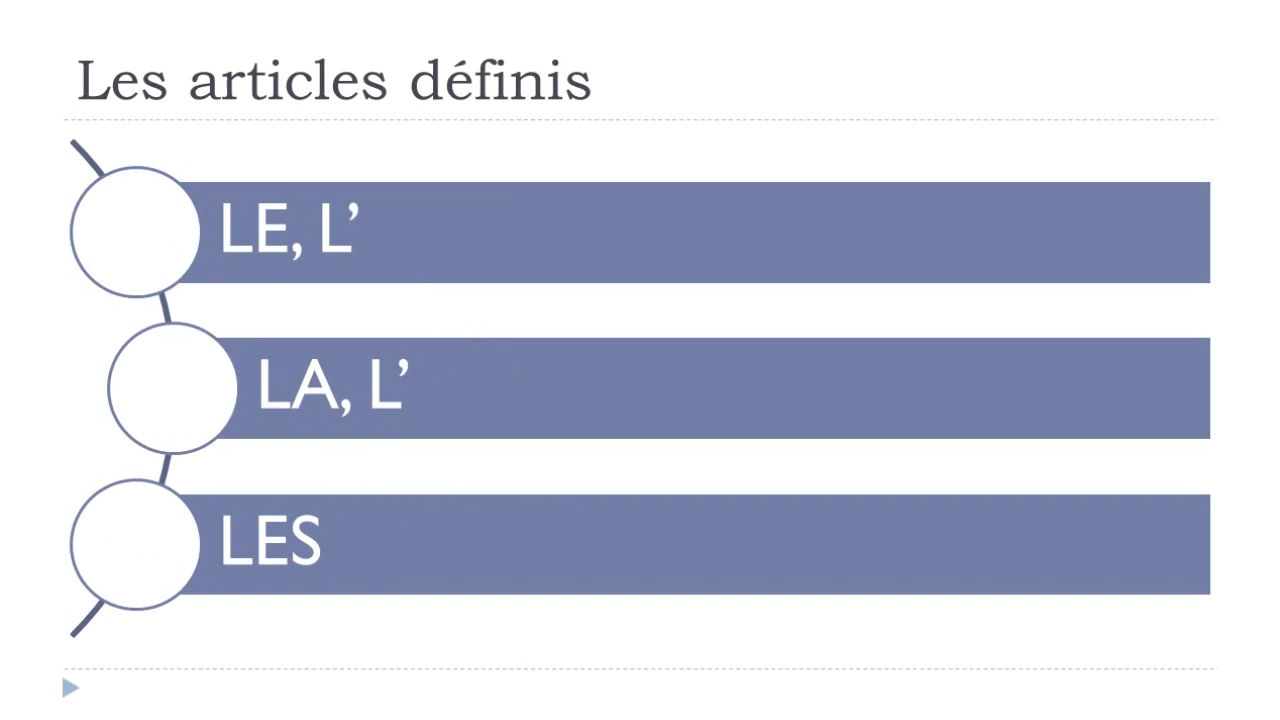 Les articles définis
LE, L’
LA, L’
LES